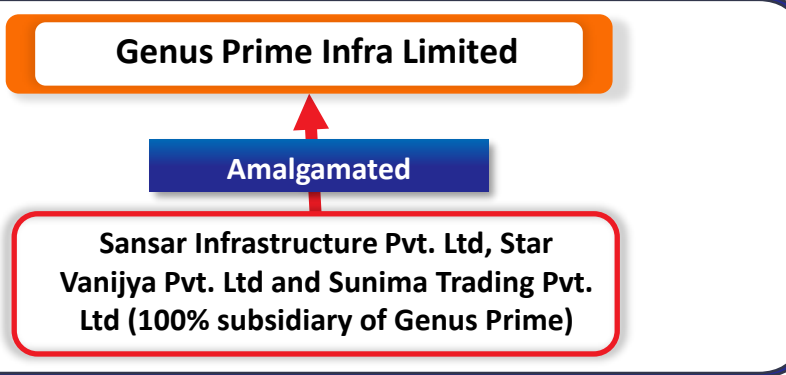 Genus Prime Infra Limited
Amalgamated
Sansar Infrastructure Pvt. Ltd, Star
Vanijya Pvt. Ltd and Sunima Trading Pvt.
Ltd (100% subsidiary of Genus Prime)